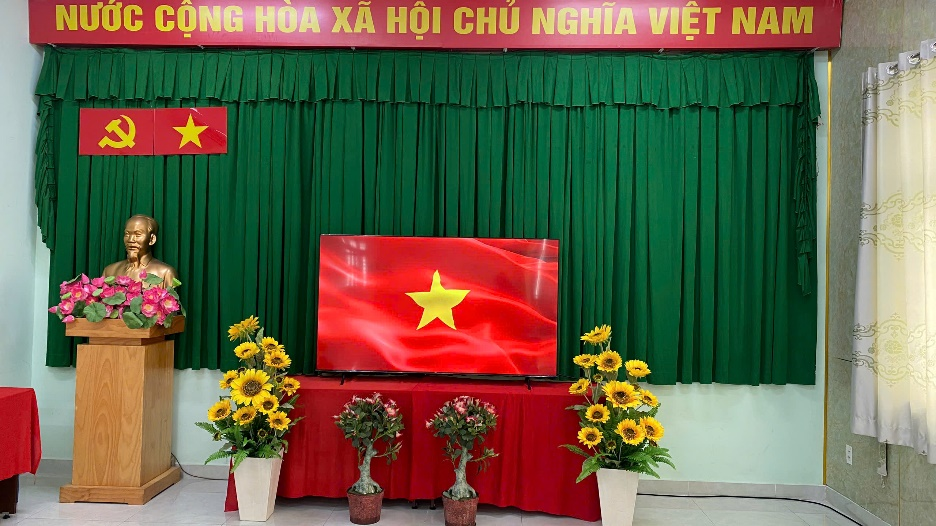 NƯỚC CỘNG HÒA XÃ HỘI CHỦ NGHĨA VIỆT NAM